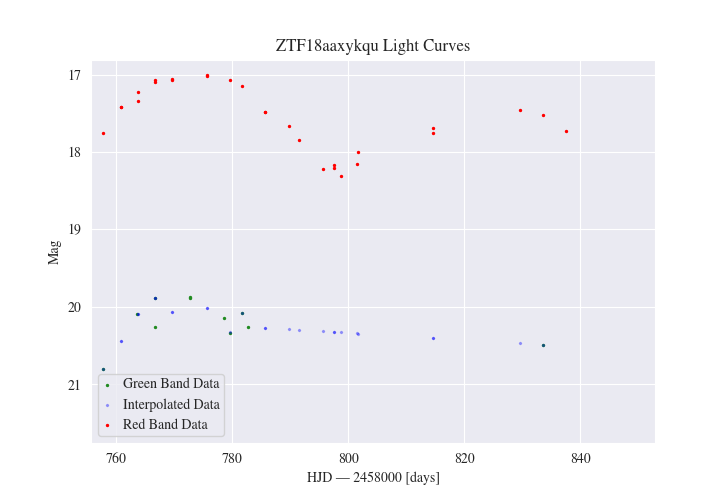 ZTF18aaxykqu Light Curves
17
18
19
20
21
Mag
Green Band Data
Interpolated Data
Red Band Data
760
780
800
820
840
HJD — 2458000 [days]